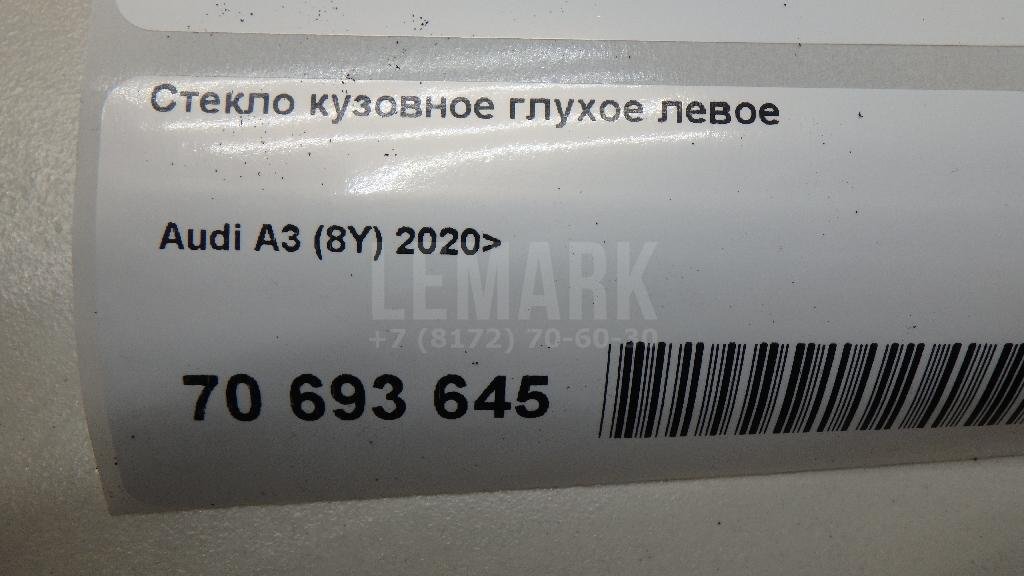 Стекло кузовное глухое левое
Audi A3 (8Y) 2020>
LEMARK
+7 (8172) 70-60-30
70 693 645